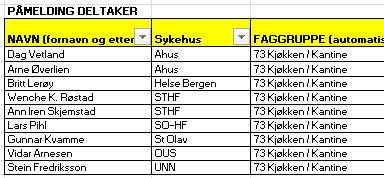 PÅMELDING DELTAKER
NAVN (fornavn og etter Sykehus FAGGRUPPE (automatis
Dag Vetland Ahus 73 Kjøkken / Kantine
Arne Øverlien Ahus 73 Kjøkken / Kantine
Britt Lerøy Helse Bergen 73 Kjøkken / Kantine
Wenche K. Røstad STHF 73 Kjøkken / Kantine
Ann Iren Skjemstad STHF 73 Kjøkken / Kantine
Lars Pihl SO-HF 73 Kjøkken / Kantine
Gunnar Kvamme St Olav 73 Kjøkken / Kantine
Vidar Arnesen OUS 73 Kjøkken / Kantine
Stein Fredriksson UNN 73 Kjøkken / Kantine